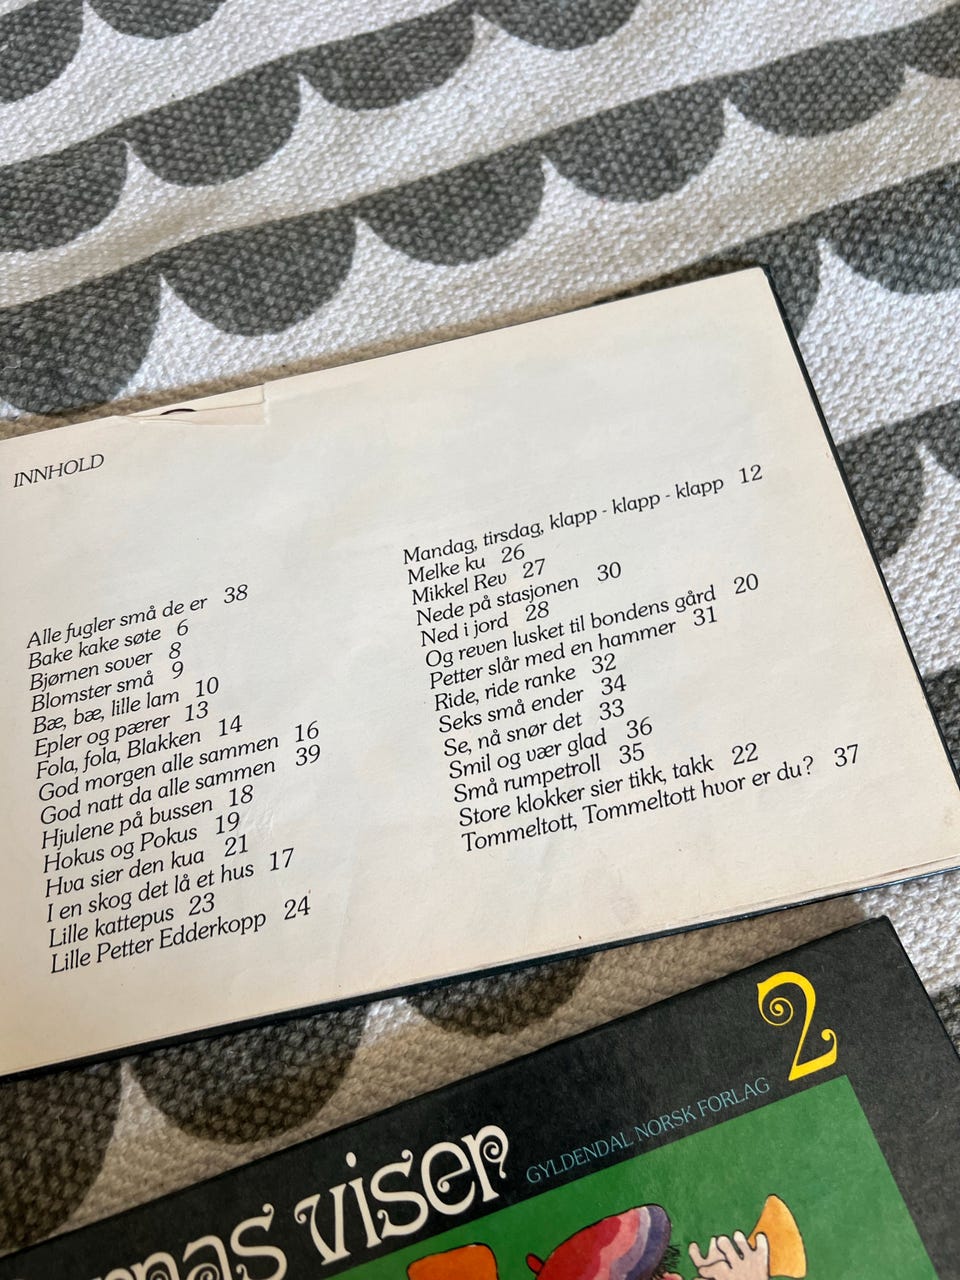 INNHOLD
Alle fugler små de er 38
Bake kake søte 6
Bjørnen sover 8
Blomster små 9
Bæ, bæ, lille lam 10
Epler og pærer 13
Fola, fola, Blakken 14
God morgen alle sammen 16
God natt da alle sammen 39
Hjulene på bussen 18
Hokus og Pokus 19
Hva sier den kua 21
I en skog det lå et hus 17
Lille kattepus 23
Lille Petter Edderkopp 24
Mandag, tirsdag, klapp - klapp - klapp 12
Melke ku 26
Mikkel Rev 27
Nede på stasjonen 30
Ned i jord 28
Og reven lusket til bondens gård 20
Petter slår med en hammer 31
Ride, ride ranke 32
Seks små ender 34
Se, nå snør det 33
Smil og vær glad 36
Små rumpetroll 35
Store klokker sier tikk, takk 22
Tommeltott, Tommeltott hvor er du? 37
2
GYLDENDAL NORSK FORLAG
viser